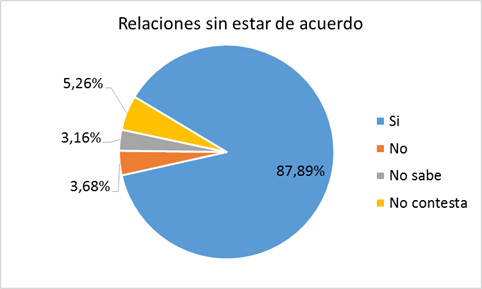 Relaciones sin estar de acuerdo
5,26%
3,16%
3,68%
87,89%
Si
No
No sabe
No contesta